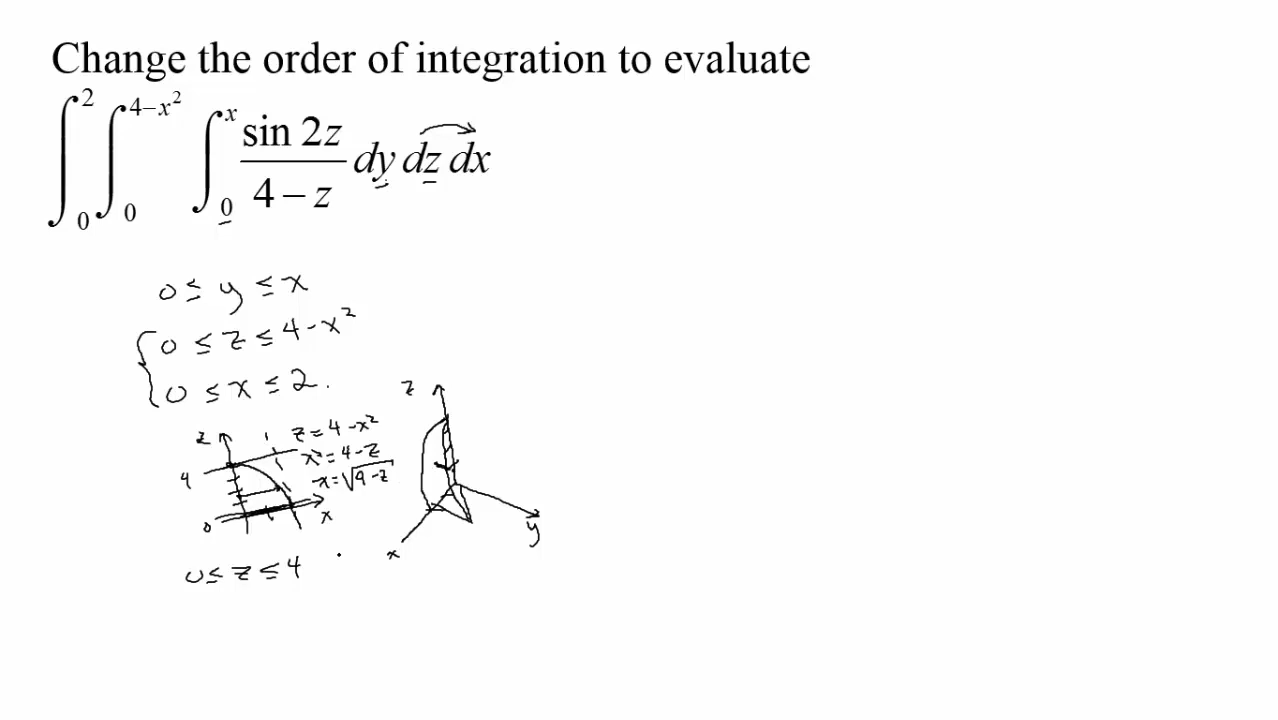 Change the order of integration to evaluate
∫₀² ∫₀^{4−x²} ∫₀^x (sin 2z)/(4 − z) dy dz dx
0 ≤ y ≤ x
0 ≤ z ≤ 4 - x²
0 ≤ x ≤ 2.
z
z = 4 - x²
x² = 4 - z
x = √(4 - z)
4
0
x
z
y
x
0 ≤ z ≤ 4